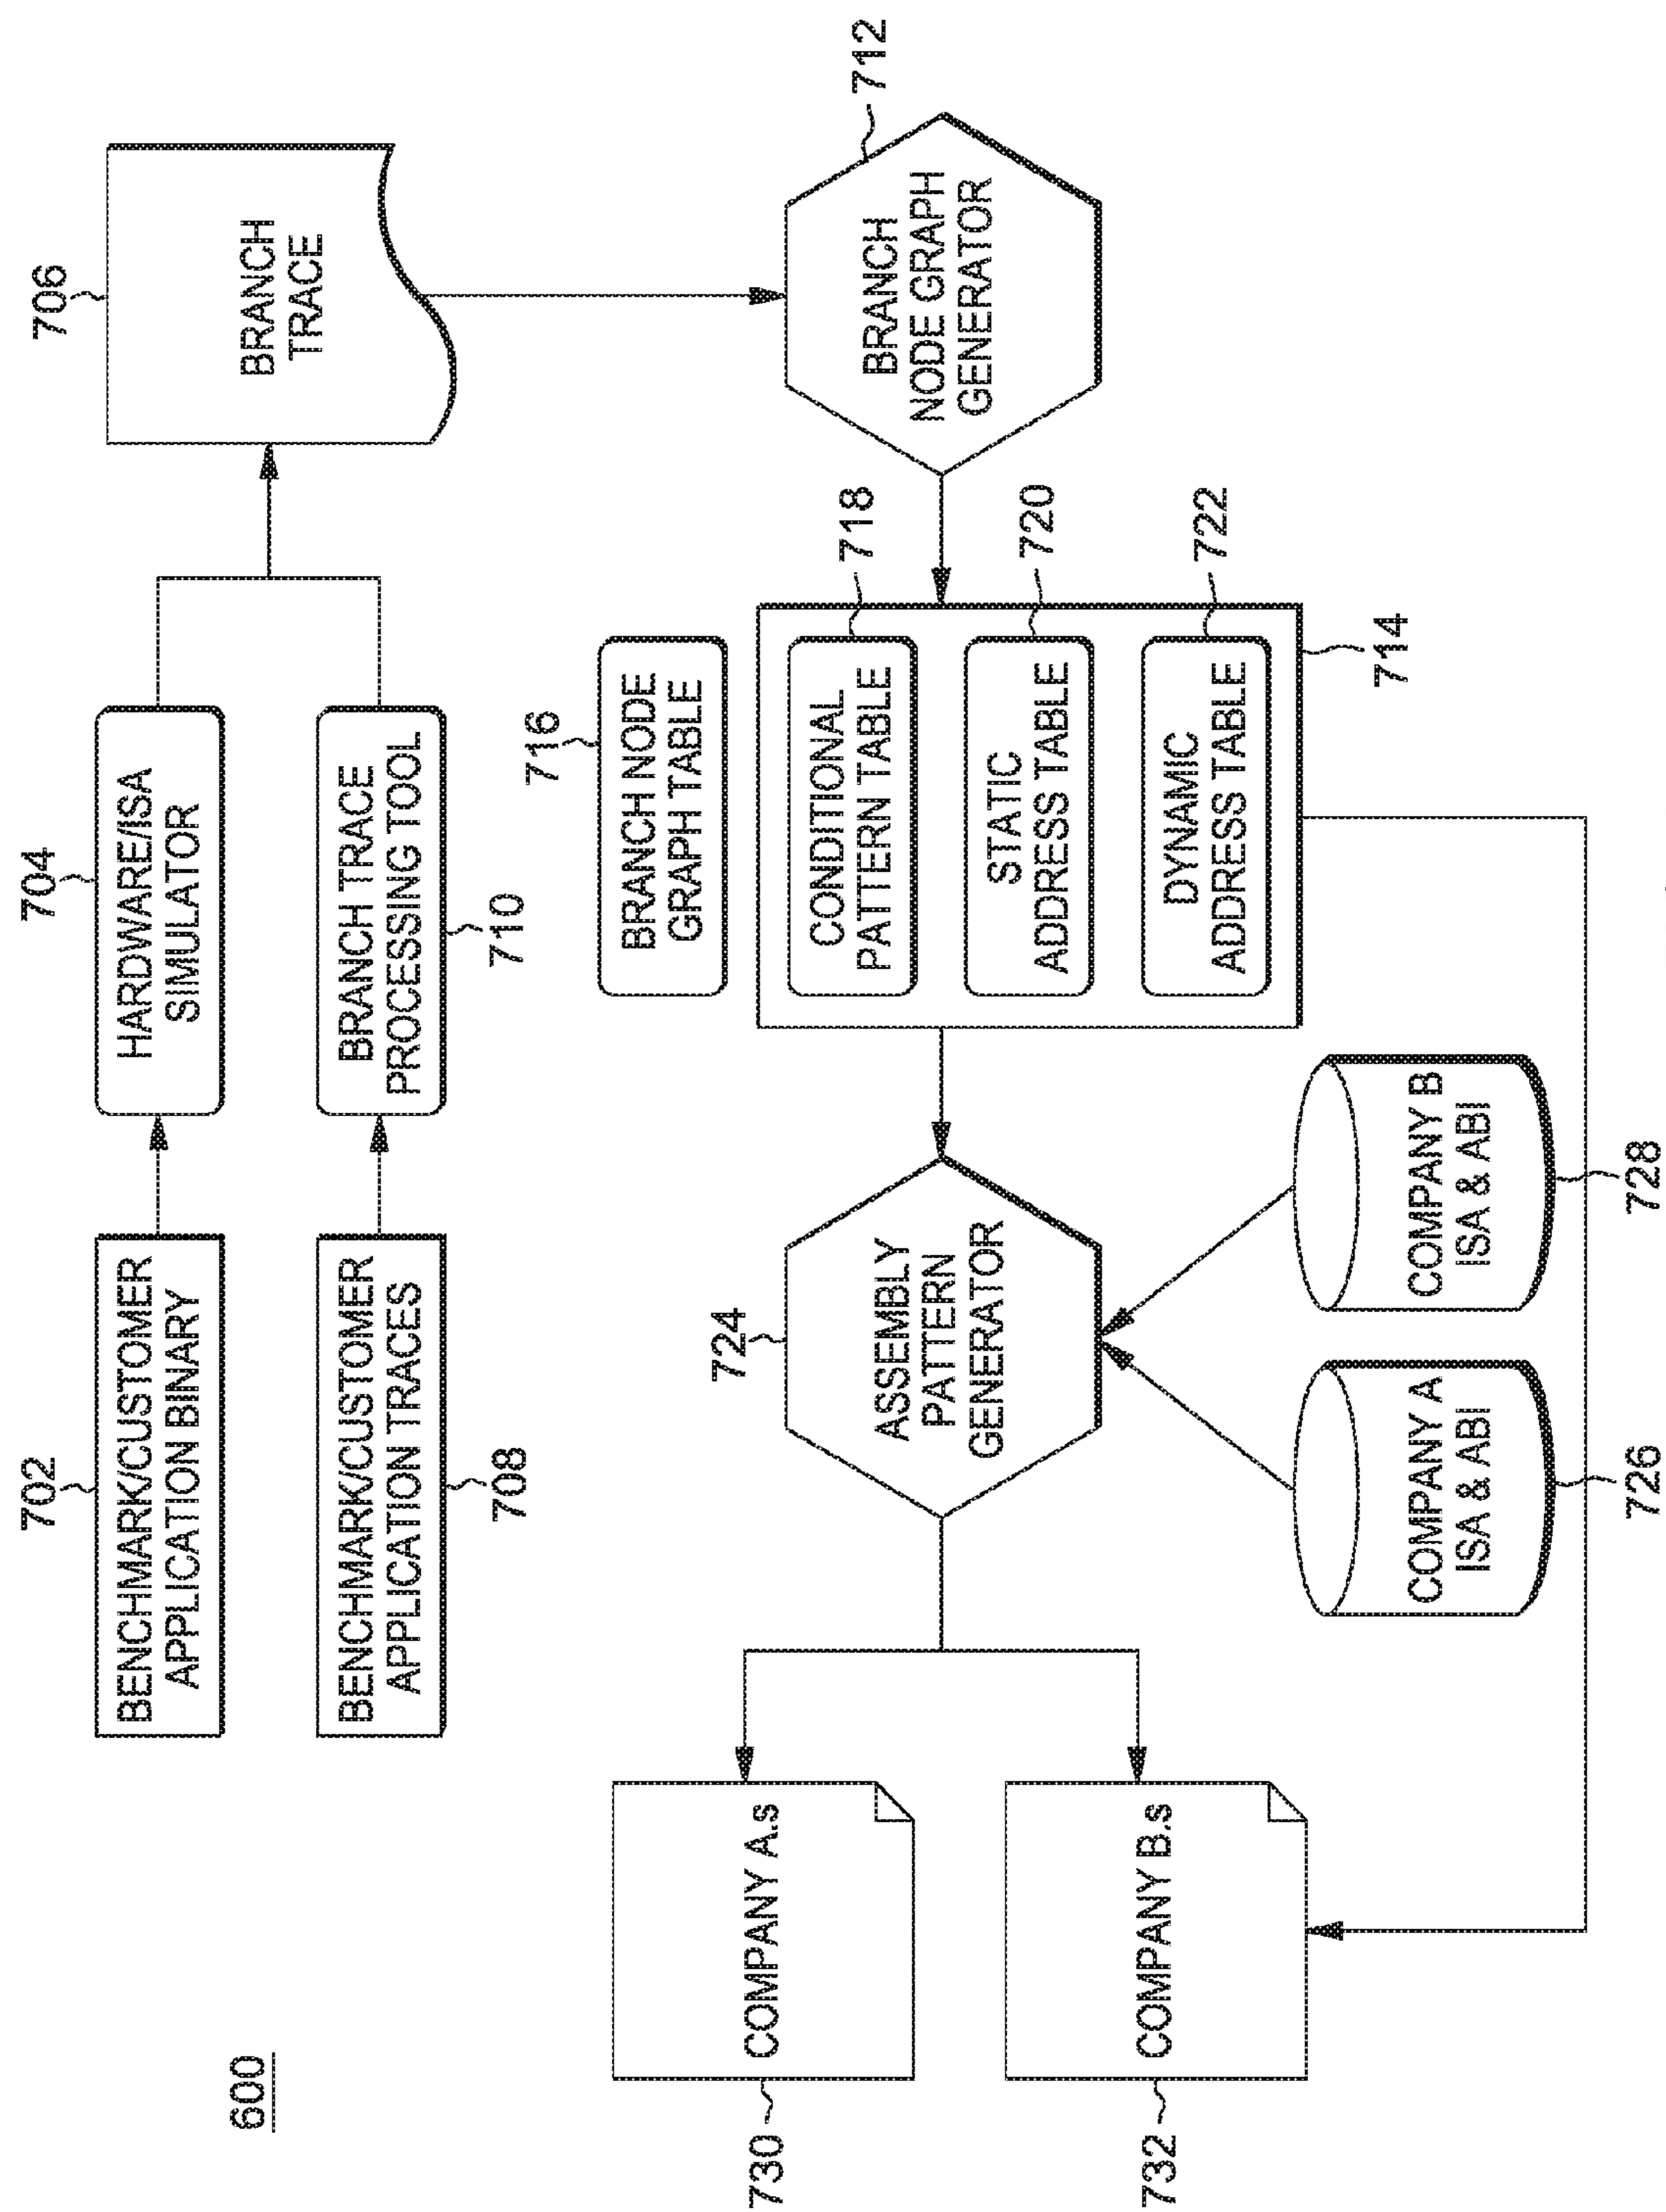 600
702
BENCHMARK/CUSTOMER
APPLICATION BINARY
704
HARDWARE/ISA
SIMULATOR
706
BRANCH
TRACE
BENCHMARK/CUSTOMER
APPLICATION TRACES
708
BRANCH TRACE
PROCESSING TOOL
710
716
BRANCH NODE
GRAPH TABLE
712
BRANCH
NODE GRAPH
GENERATOR
718
CONDITIONAL
PATTERN TABLE
720
STATIC
ADDRESS TABLE
722
DYNAMIC
ADDRESS TABLE
714
724
ASSEMBLY
PATTERN
GENERATOR
COMPANY A
ISA & ABI
726
COMPANY B
ISA & ABI
728
COMPANY A.s
730
COMPANY B.s
732